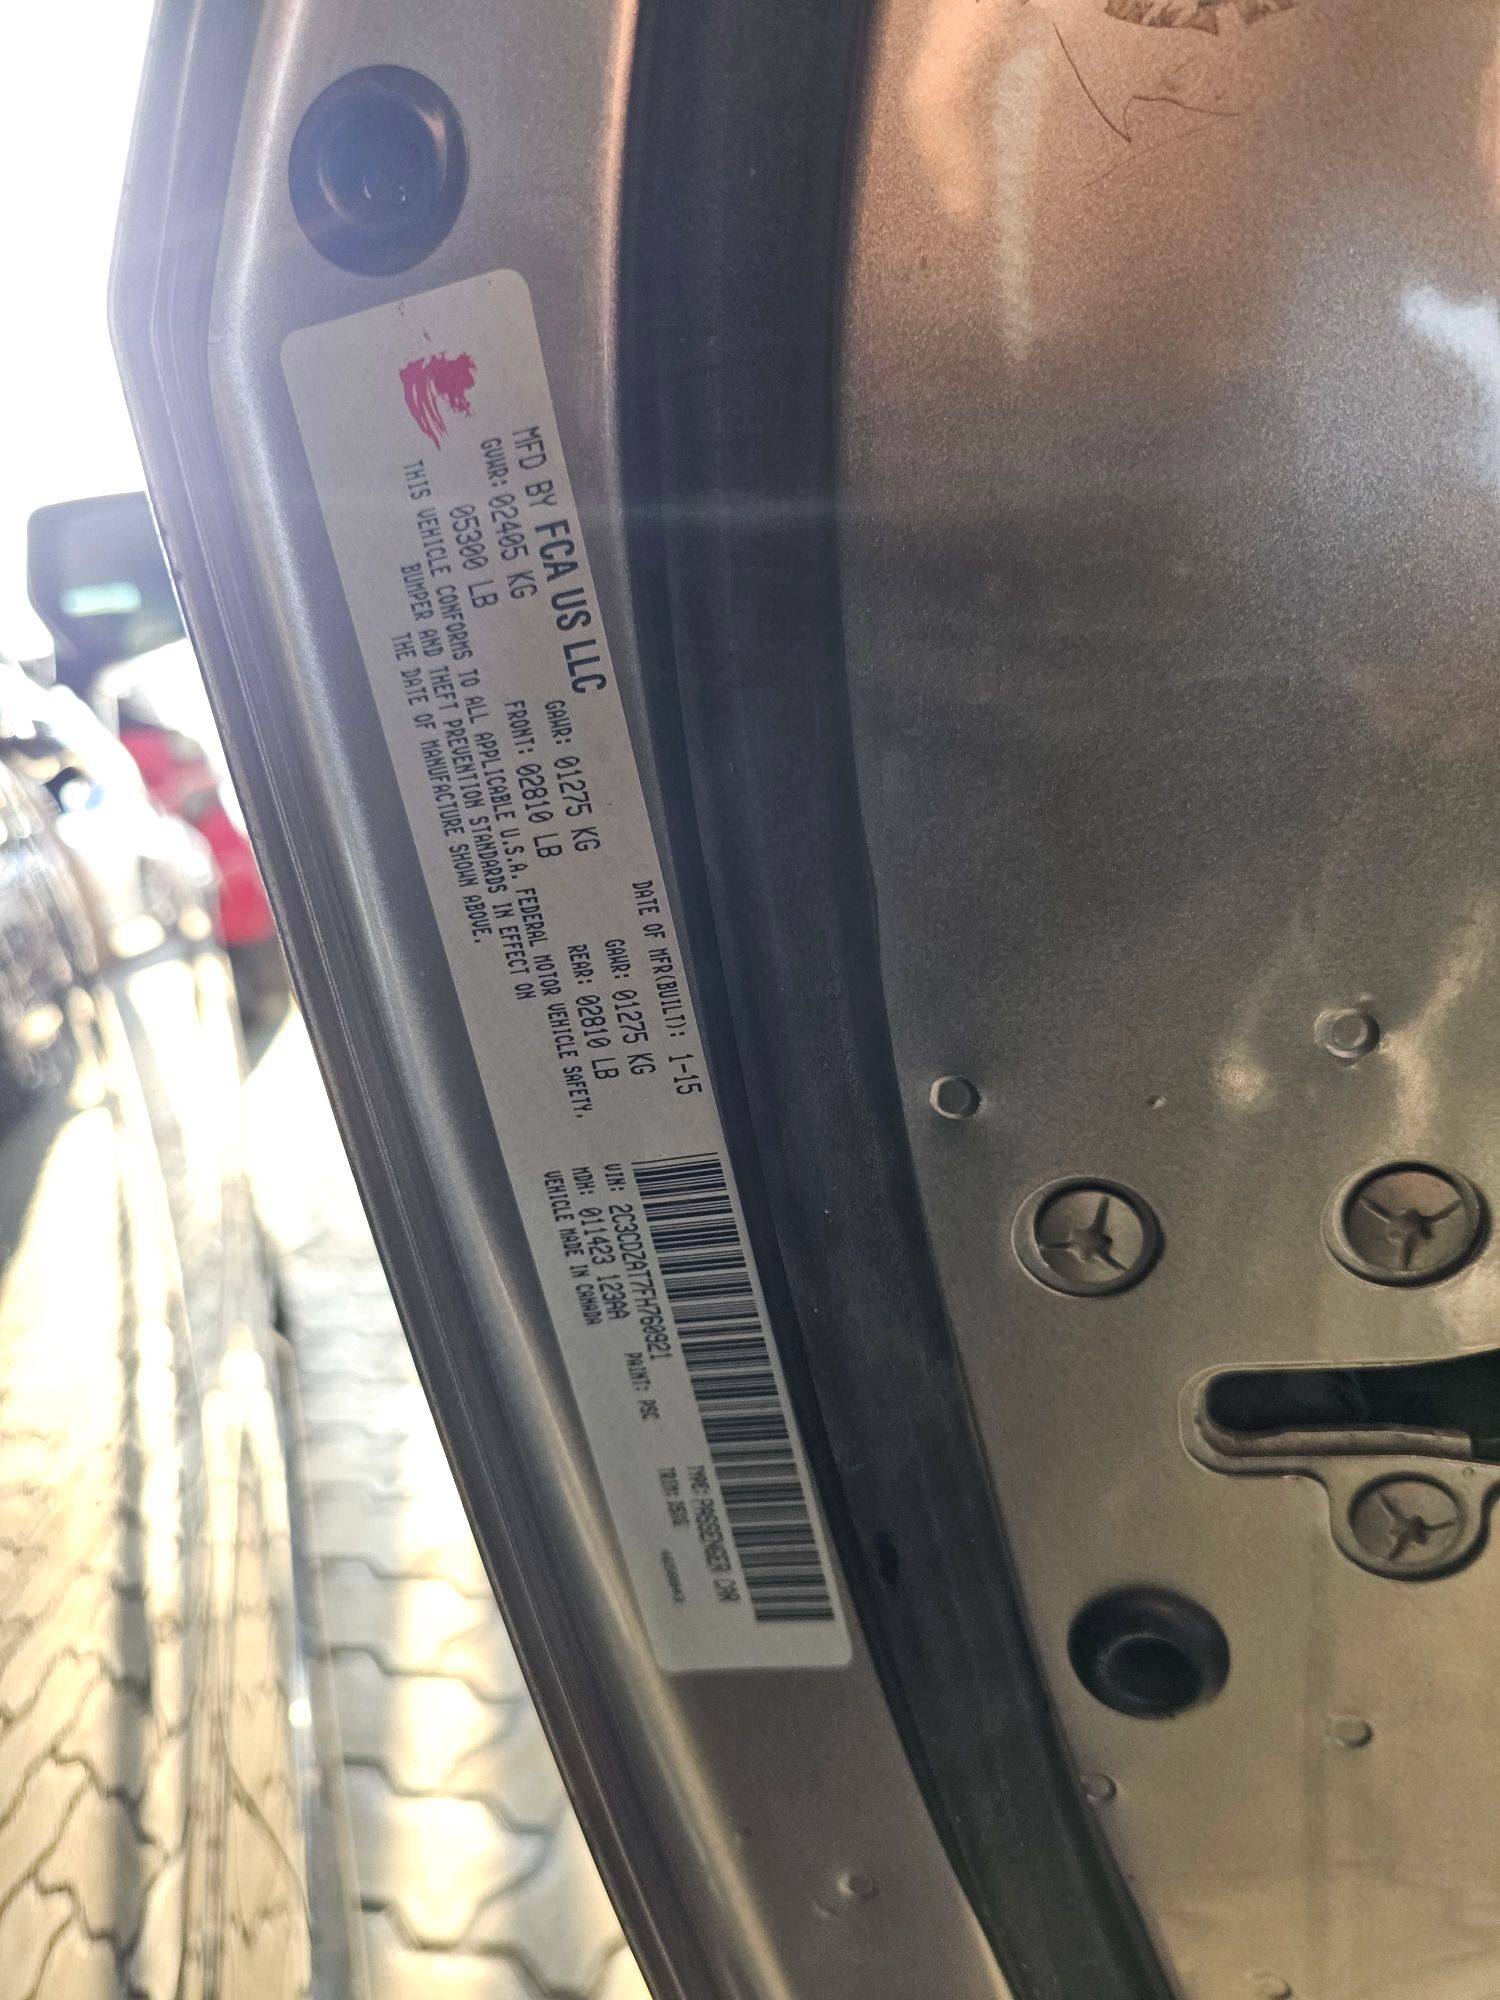 MFD BY FCA US LLC
DATE OF MFR(BUILT): 1-15
GVWR: 02405 KG
05300 LB
GAWR: 01275 KG
FRONT: 02810 LB
GAWR: 01275 KG
REAR: 02810 LB
THIS VEHICLE CONFORMS TO ALL APPLICABLE U.S.A. FEDERAL MOTOR VEHICLE SAFETY,
BUMPER AND THEFT PREVENTION STANDARDS IN EFFECT ON
THE DATE OF MANUFACTURE SHOWN ABOVE.
VIN: 2C3CDZAT7FH760921
TYPE: PASSENGER CAR
MDH: 011423 123AA
PAINT: PSC
TRIM:
VEHICLE MADE IN CANADA